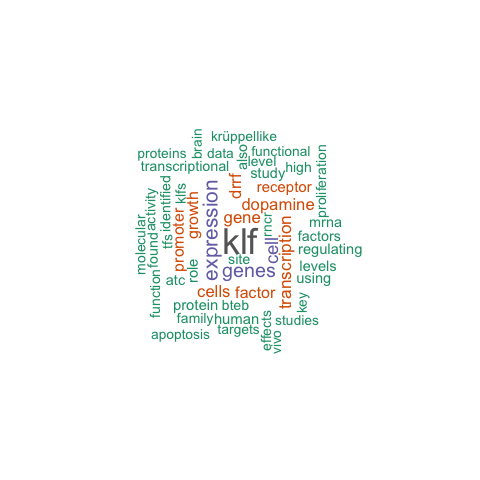 krüppellike
brain
proteins
data
also
functional
transcriptional
level
study
high
proliferation
drrf
receptor
identified
klfs
activity
growth
expression
dopamine
gene
rncr
mrna
molecular
found
tfs
promoter
klf
cell
transcription
factors
regulating
site
role
genes
levels
function
atc
using
cells
factor
key
protein
bteb
family
human
studies
targets
effects
vivo
apoptosis